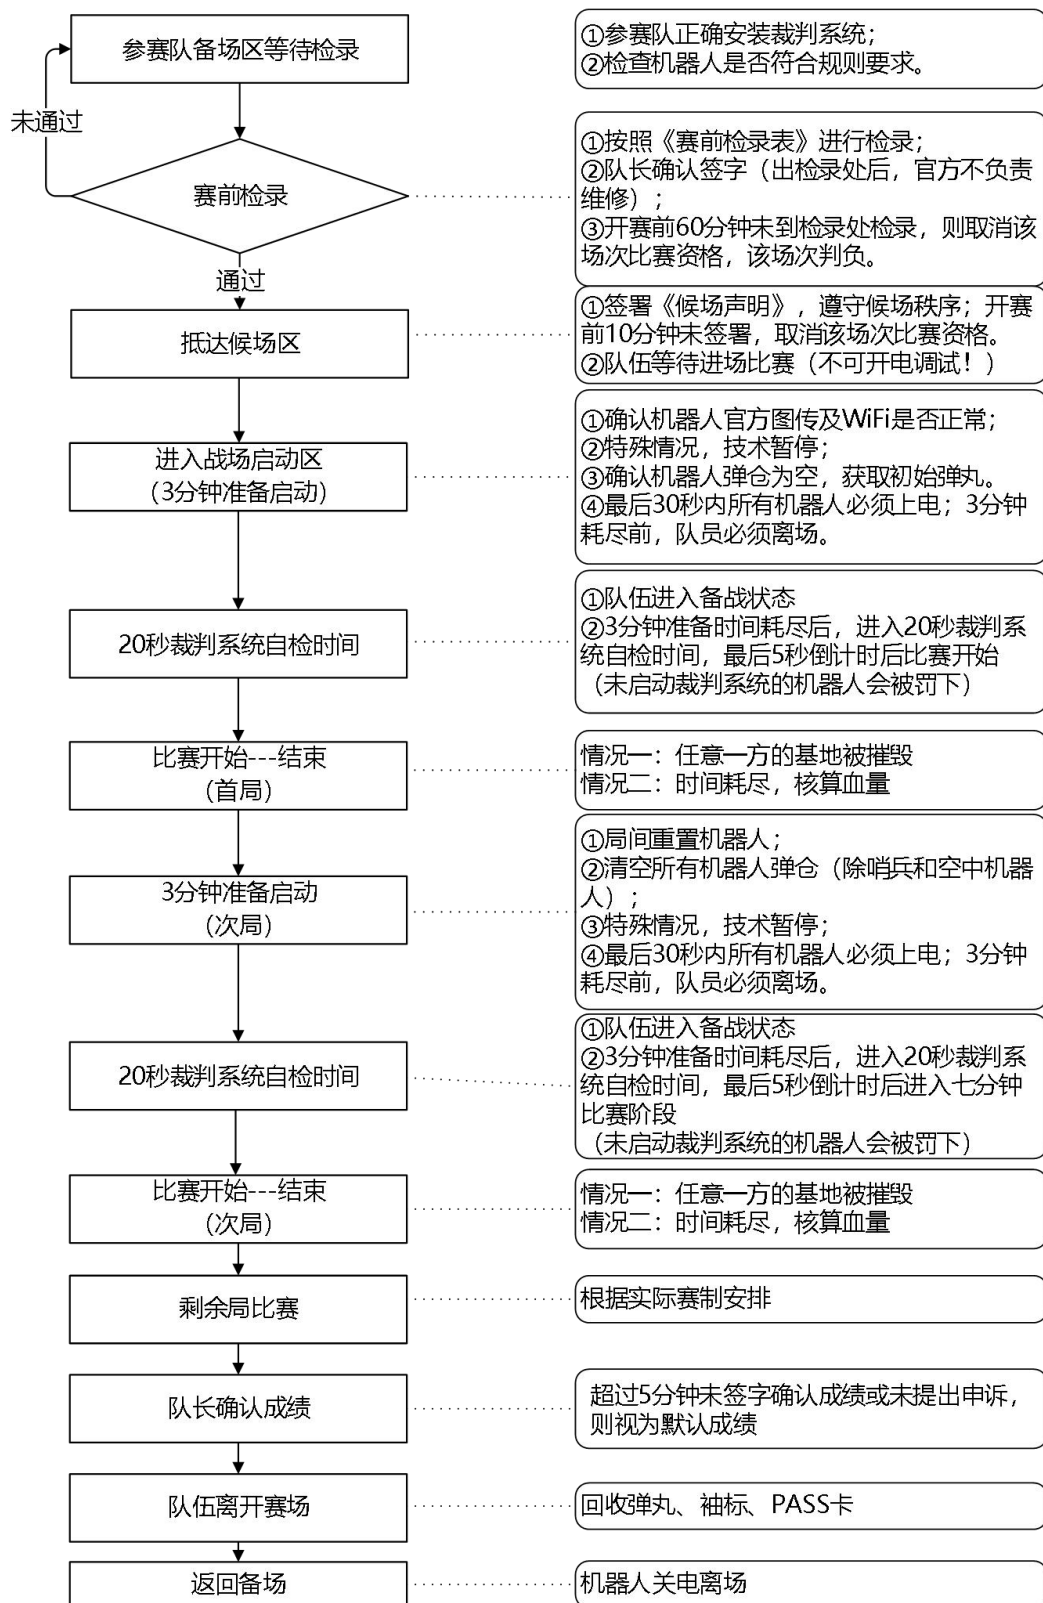 参赛队备场区等待检录
①参赛队正确安装裁判系统；
②检查机器人是否符合规则要求。
未通过
赛前检录
①按照《赛前检录表》进行检录；
②队长确认签字（出检录处后，官方不负责
维修）；
③开赛前60分钟未到检录处检录，则取消该
场次比赛资格，该场次判负。
通过
抵达候场区
①签署《候场声明》，遵守候场秩序；开赛
前10分钟未签署，取消该场次比赛资格。
②队伍等待进场比赛（不可开电调试！）
进入战场启动区
（3分钟准备启动）
①确认机器人官方图传及WiFi是否正常；
②特殊情况，技术暂停；
③确认机器人弹仓为空，获取初始弹丸。
④最后30秒内所有机器人必须上电；3分钟
耗尽前，队员必须离场。
20秒裁判系统自检时间
①队伍进入备战状态
②3分钟准备时间耗尽后，进入20秒裁判系
统自检时间，最后5秒倒计时后比赛开始
（未启动裁判系统的机器人会被罚下）
比赛开始---结束
（首局）
情况一：任意一方的基地被摧毁
情况二：时间耗尽，核算血量
3分钟准备启动
（次局）
①局间重置机器人；
②清空所有机器人弹仓（除哨兵和空中机器
人）；
③特殊情况，技术暂停；
④最后30秒内所有机器人必须上电；3分钟
耗尽前，队员必须离场。
20秒裁判系统自检时间
①队伍进入备战状态
②3分钟准备时间耗尽后，进入20秒裁判系
统自检时间，最后5秒倒计时后进入七分钟
比赛阶段
（未启动裁判系统的机器人会被罚下）
比赛开始---结束
（次局）
情况一：任意一方的基地被摧毁
情况二：时间耗尽，核算血量
剩余局比赛
根据实际赛制安排
队长确认成绩
超过5分钟未签字确认成绩或未提出申诉，
则视为默认成绩
队伍离开赛场
回收弹丸、袖标、PASS卡
返回备场
机器人关电离场